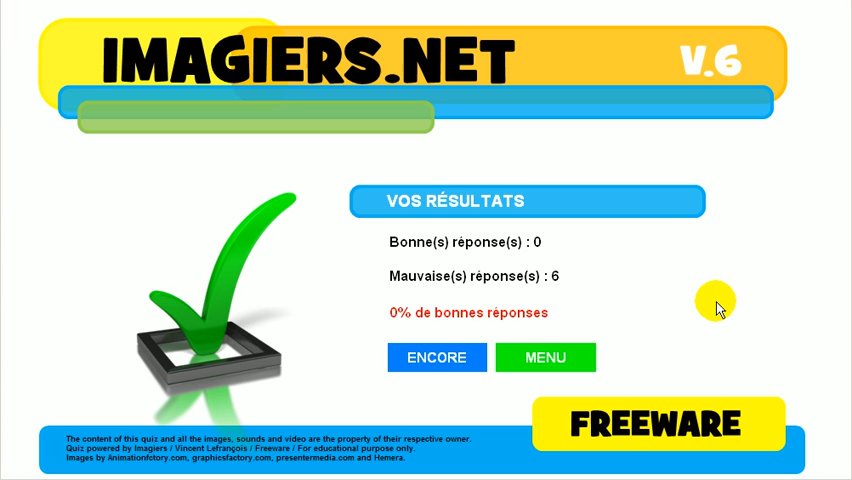 IMAGIERS.NET
V.6
VOS RÉSULTATS
Bonne(s) réponse(s) : 0
Mauvaise(s) réponse(s) : 6
0% de bonnes réponses
ENCORE
MENU
FREEWARE
The content of this quiz and all the images, sounds and video are the property of their respective owner.
Quiz powered by Imagiers / Vincent Lefrançois / Freeware / For educational purpose only.
Images by Animationfctory.com, graphicsfactory.com, presentermedia.com and Hemera.